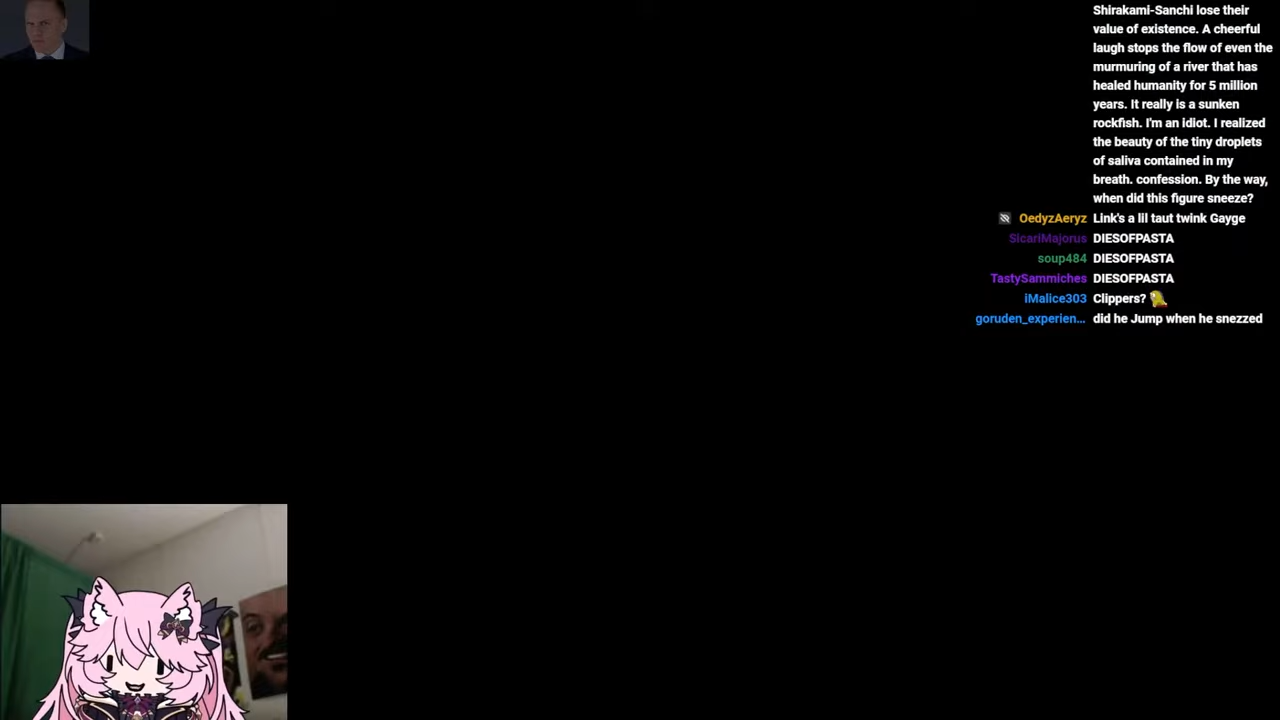 Shirakami-Sanchi lose their
value of existence. A cheerful
laugh stops the flow of even the
murmuring of a river that has
healed humanity for 5 million
years. It really is a sunken
rockfish. I'm an idiot. I realized
the beauty of the tiny droplets
of saliva contained in my
breath. confession. By the way,
when did this figure sneeze?
OedyzAeryz Link's a lil taut twink Gayge
SicariMajorus DIESOFPASTA
soup484 DIESOFPASTA
TastySammiches DIESOFPASTA
iMalice303 Clippers?
goruden_experien... did he Jump when he snezzed